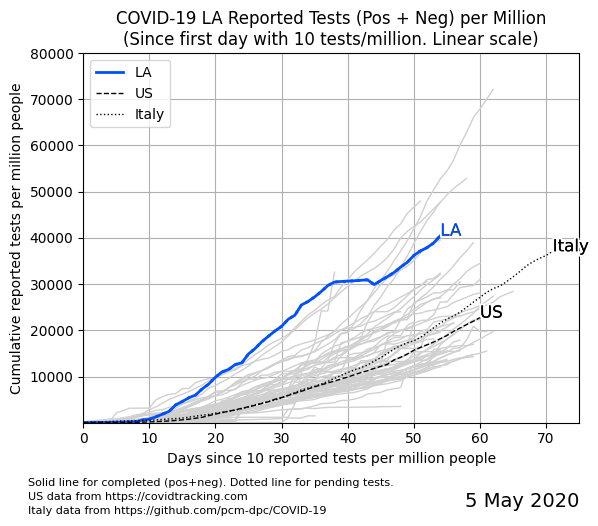 COVID-19 LA Reported Tests (Pos + Neg) per Million
(Since first day with 10 tests/million. Linear scale)
Cumulative reported tests per million people
80000
70000
60000
50000
40000
30000
20000
10000
LA
US
Italy
LA
Italy
US
0 10 20 30 40 50 60 70
Days since 10 reported tests per million people
Solid line for completed (pos+neg). Dotted line for pending tests.
US data from https://covidtracking.com
Italy data from https://github.com/pcm-dpc/COVID-19
5 May 2020